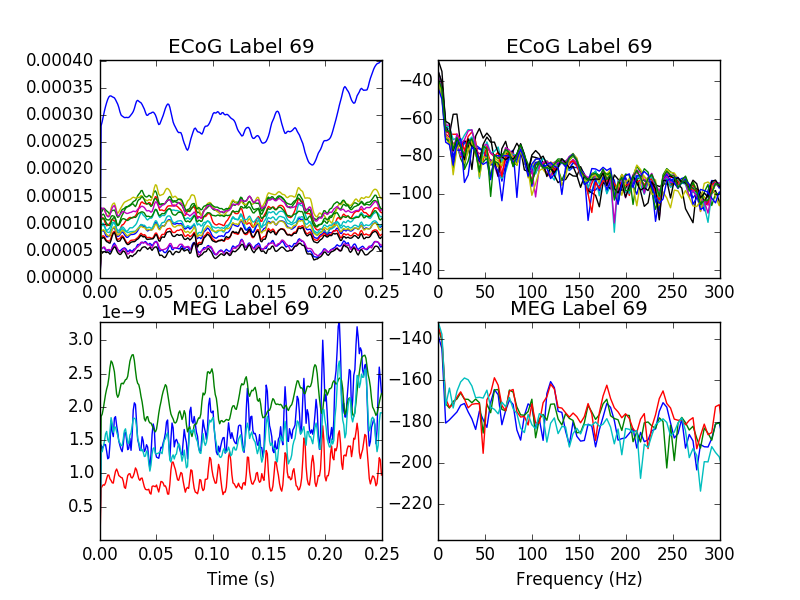 ECoG Label 69
0.00040
0.00035
0.00030
0.00025
0.00020
0.00015
0.00010
0.00005
0.00000
0.00 0.05 0.10 0.15 0.20 0.25
ECoG Label 69
−40
−60
−80
−100
−120
−140
0 50 100 150 200 250 300
MEG Label 69
1e−9
3.0
2.5
2.0
1.5
1.0
0.5
0.00 0.05 0.10 0.15 0.20 0.25
Time (s)
MEG Label 69
−140
−160
−180
−200
−220
0 50 100 150 200 250 300
Frequency (Hz)